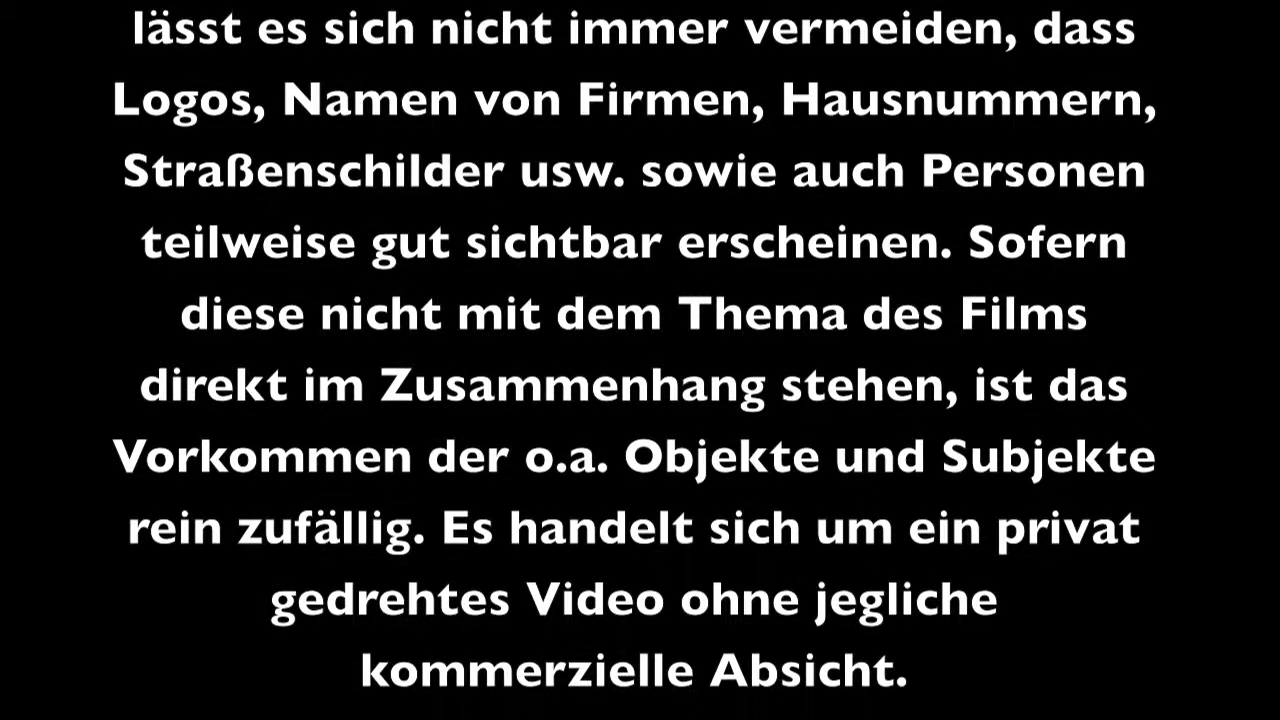 lässt es sich nicht immer vermeiden, dass
Logos, Namen von Firmen, Hausnummern,
Straßenschilder usw. sowie auch Personen
teilweise gut sichtbar erscheinen. Sofern
diese nicht mit dem Thema des Films
direkt im Zusammenhang stehen, ist das
Vorkommen der o.a. Objekte und Subjekte
rein zufällig. Es handelt sich um ein privat
gedrehtes Video ohne jegliche
kommerzielle Absicht.